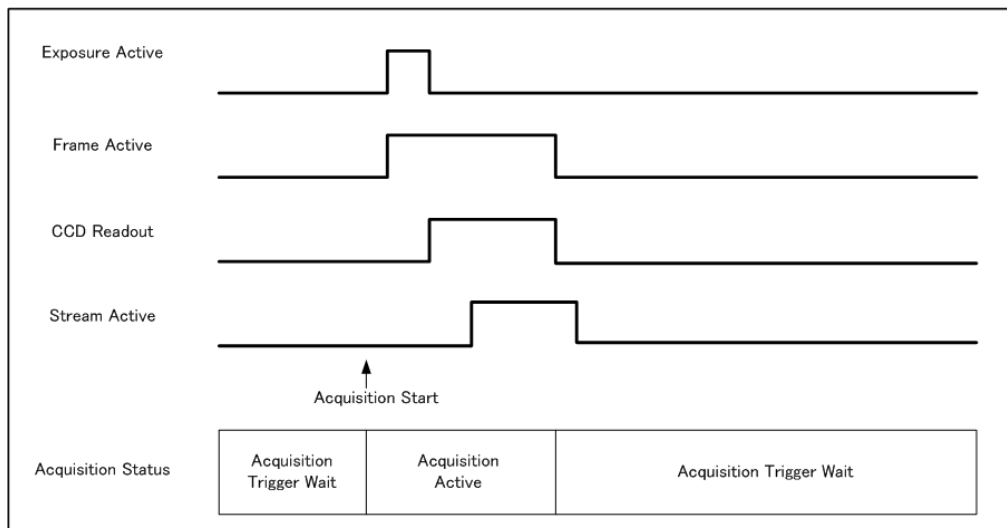 Exposure Active
Frame Active
CCD Readout
Stream Active
Acquisition Start
Acquisition Status
Acquisition
Trigger Wait
Acquisition
Active
Acquisition Trigger Wait